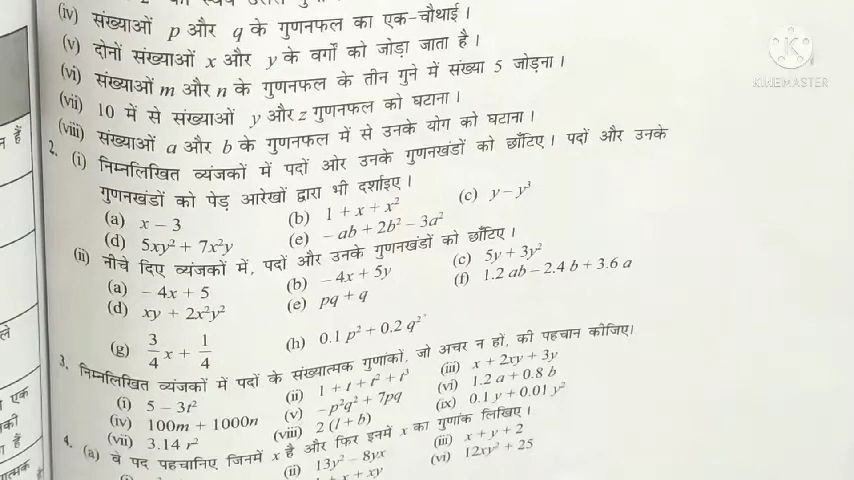 (iv) संख्याओं p और q के गुणनफल का एक-चौथाई।
(v) दोनों संख्याओं x और y के वर्गों को जोड़ा जाता है।
(vi) संख्याओं m और n के गुणनफल के तीन गुने में संख्या 5 जोड़ना।
(vii) 10 में से संख्याओं y और z गुणनफल को घटाना।
(viii) संख्याओं a और b के गुणनफल में से उनके योग को घटाना।
2. (i) निम्नलिखित व्यंजकों में पदों ओर उनके गुणनखंडों को छाँटिए। पदों और उनके
गुणनखंडों को पेड़ आरेखों द्वारा भी दर्शाइए।
(a) x – 3 (b) 1 + x + x² (c) y – y³
(d) 5xy² + 7x²y (e) – ab + 2b² – 3a²
(ii) नीचे दिए व्यंजकों में, पदों और उनके गुणनखंडों को छाँटिए।
(a) – 4x + 5 (b) – 4x + 5y (c) 5y + 3y²
(d) xy + 2x²y² (e) pq + q (f) 1.2 ab – 2.4 b + 3.6 a
(g) 3/4 x + 1/4 (h) 0.1 p² + 0.2 q²
3. निम्नलिखित व्यंजकों में पदों के संख्यात्मक गुणांकों, जो अचर न हों, की पहचान कीजिए।
(i) 5 – 3t² (ii) 1 + t + t² + t³ (iii) x + 2xy + 3y
(iv) 100m + 1000n (v) – p²q² + 7pq (vi) 1.2 a + 0.8 b
(vii) 3.14 r² (viii) 2 (l + b) (ix) 0.1 y + 0.01 y²
4. (a) वे पद पहचानिए जिनमें x है और फिर इनमें x का गुणांक लिखिए।
(ii) 13y² – 8yx (iii) x + y + 2
(vi) 12xy² + 25
+ x + xy
KINEMASTER